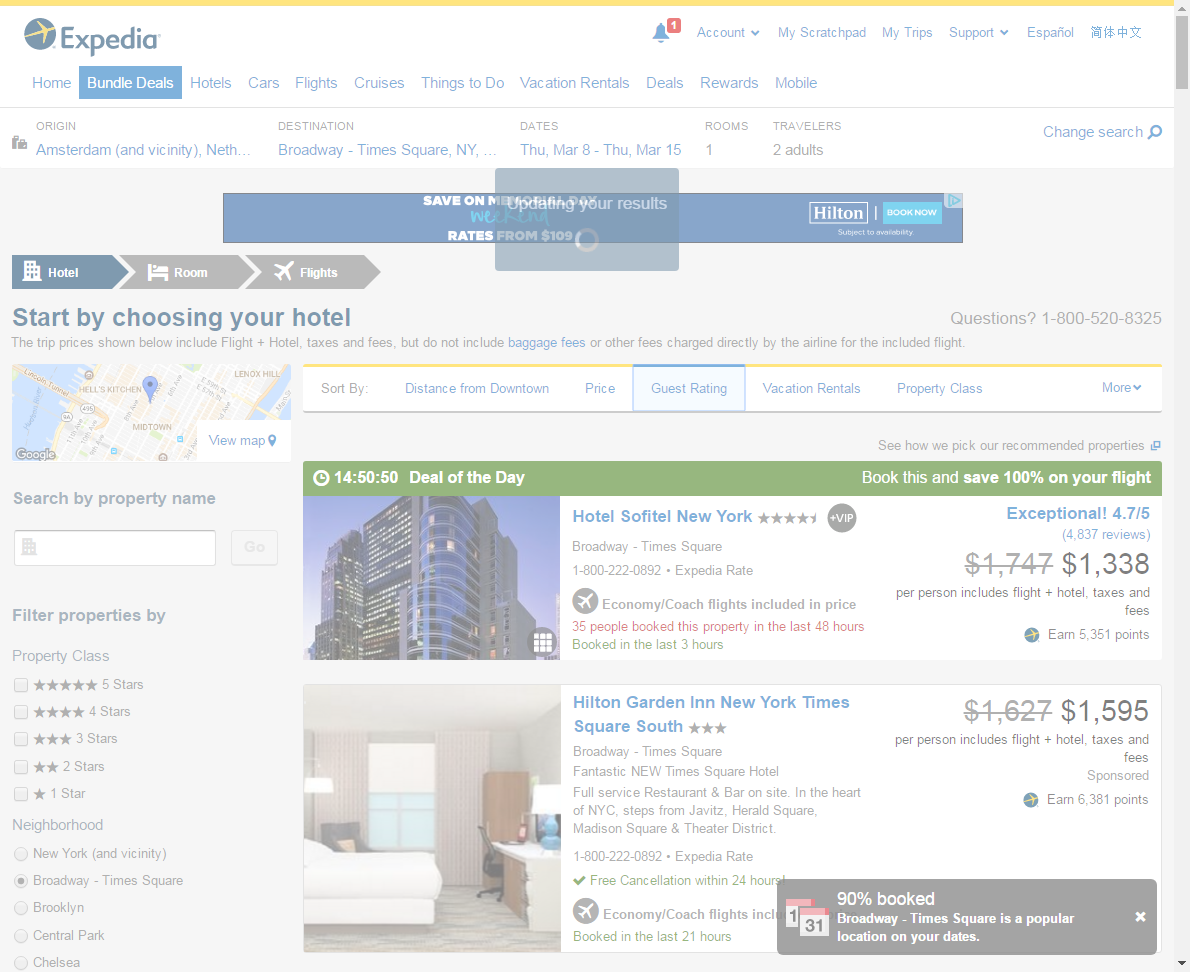 Expedia
1
Account
My Scratchpad
My Trips
Support
Español
简体中文
Home
Bundle Deals
Hotels
Cars
Flights
Cruises
Things to Do
Vacation Rentals
Deals
Rewards
Mobile
ORIGIN
DESTINATION
DATES
ROOMS
TRAVELERS
Amsterdam (and vicinity), Neth...
Broadway - Times Square, NY, ...
Thu, Mar 8 - Thu, Mar 15
1
2 adults
Change search
SAVE ON MEMORIAL DAY
weekend
RATES FROM $109
Updating your results
Hilton
BOOK NOW
Subject to availability
Hotel
Room
Flights
Start by choosing your hotel
Questions? 1-800-520-8325
The trip prices shown below include Flight + Hotel, taxes and fees, but do not include baggage fees or other fees charged directly by the airline for the included flight.
LENOX HILL
HELL'S KITCHEN
Lincoln Tunnel
495
9A
MIDTOWN
Google
View map
Sort By:
Distance from Downtown
Price
Guest Rating
Vacation Rentals
Property Class
More
See how we pick our recommended properties
Search by property name
Go
Filter properties by
Property Class
5 Stars
4 Stars
3 Stars
2 Stars
1 Star
Neighborhood
New York (and vicinity)
Broadway - Times Square
Brooklyn
Central Park
Chelsea
14:50:50 Deal of the Day
Book this and save 100% on your flight
Hotel Sofitel New York
+VIP
Broadway - Times Square
1-800-222-0892 • Expedia Rate
Economy/Coach flights included in price
35 people booked this property in the last 48 hours
Booked in the last 3 hours
Exceptional! 4.7/5
(4,837 reviews)
$1,747 $1,338
per person includes flight + hotel, taxes and
fees
Earn 5,351 points
Hilton Garden Inn New York Times
Square South
Broadway - Times Square
Fantastic NEW Times Square Hotel
Full service Restaurant & Bar on site. In the heart
of NYC, steps from Javitz, Herald Square,
Madison Square & Theater District.
1-800-222-0892 • Expedia Rate
Free Cancellation within 24 hours!
Economy/Coach flights
Booked in the last 21 hours
$1,627 $1,595
per person includes flight + hotel, taxes and
fees
Sponsored
Earn 6,381 points
1
31
90% booked
Broadway - Times Square is a popular
location on your dates.